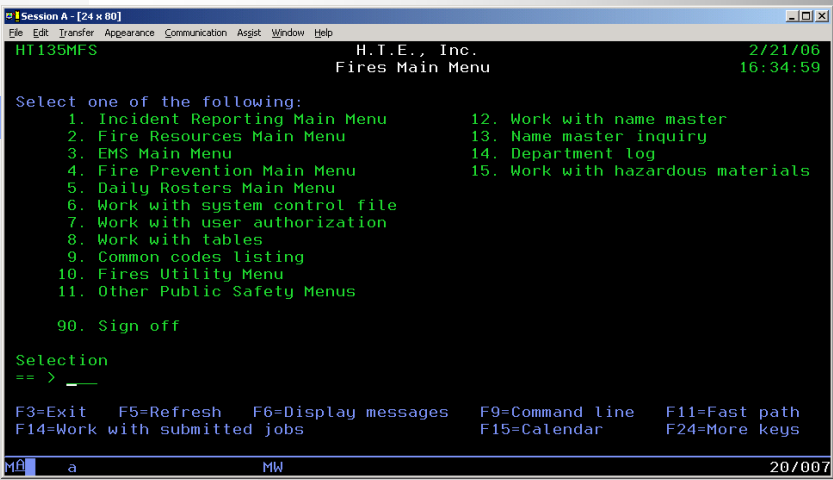 Session A - [24 x 80]
File Edit Transfer Appearance Communication Assist Window Help
HT135MFS H.T.E., Inc. 2/21/06
Fires Main Menu 16:34:59
Select one of the following:
1. Incident Reporting Main Menu 12. Work with name master
2. Fire Resources Main Menu 13. Name master inquiry
3. EMS Main Menu 14. Department log
4. Fire Prevention Main Menu 15. Work with hazardous materials
5. Daily Rosters Main Menu
6. Work with system control file
7. Work with user authorization
8. Work with tables
9. Common codes listing
10. Fires Utility Menu
11. Other Public Safety Menus
90. Sign off
Selection
== > ___
F3=Exit F5=Refresh F6=Display messages F9=Command line F11=Fast path
F14=Work with submitted jobs F15=Calendar F24=More keys
MA a MW 20/007